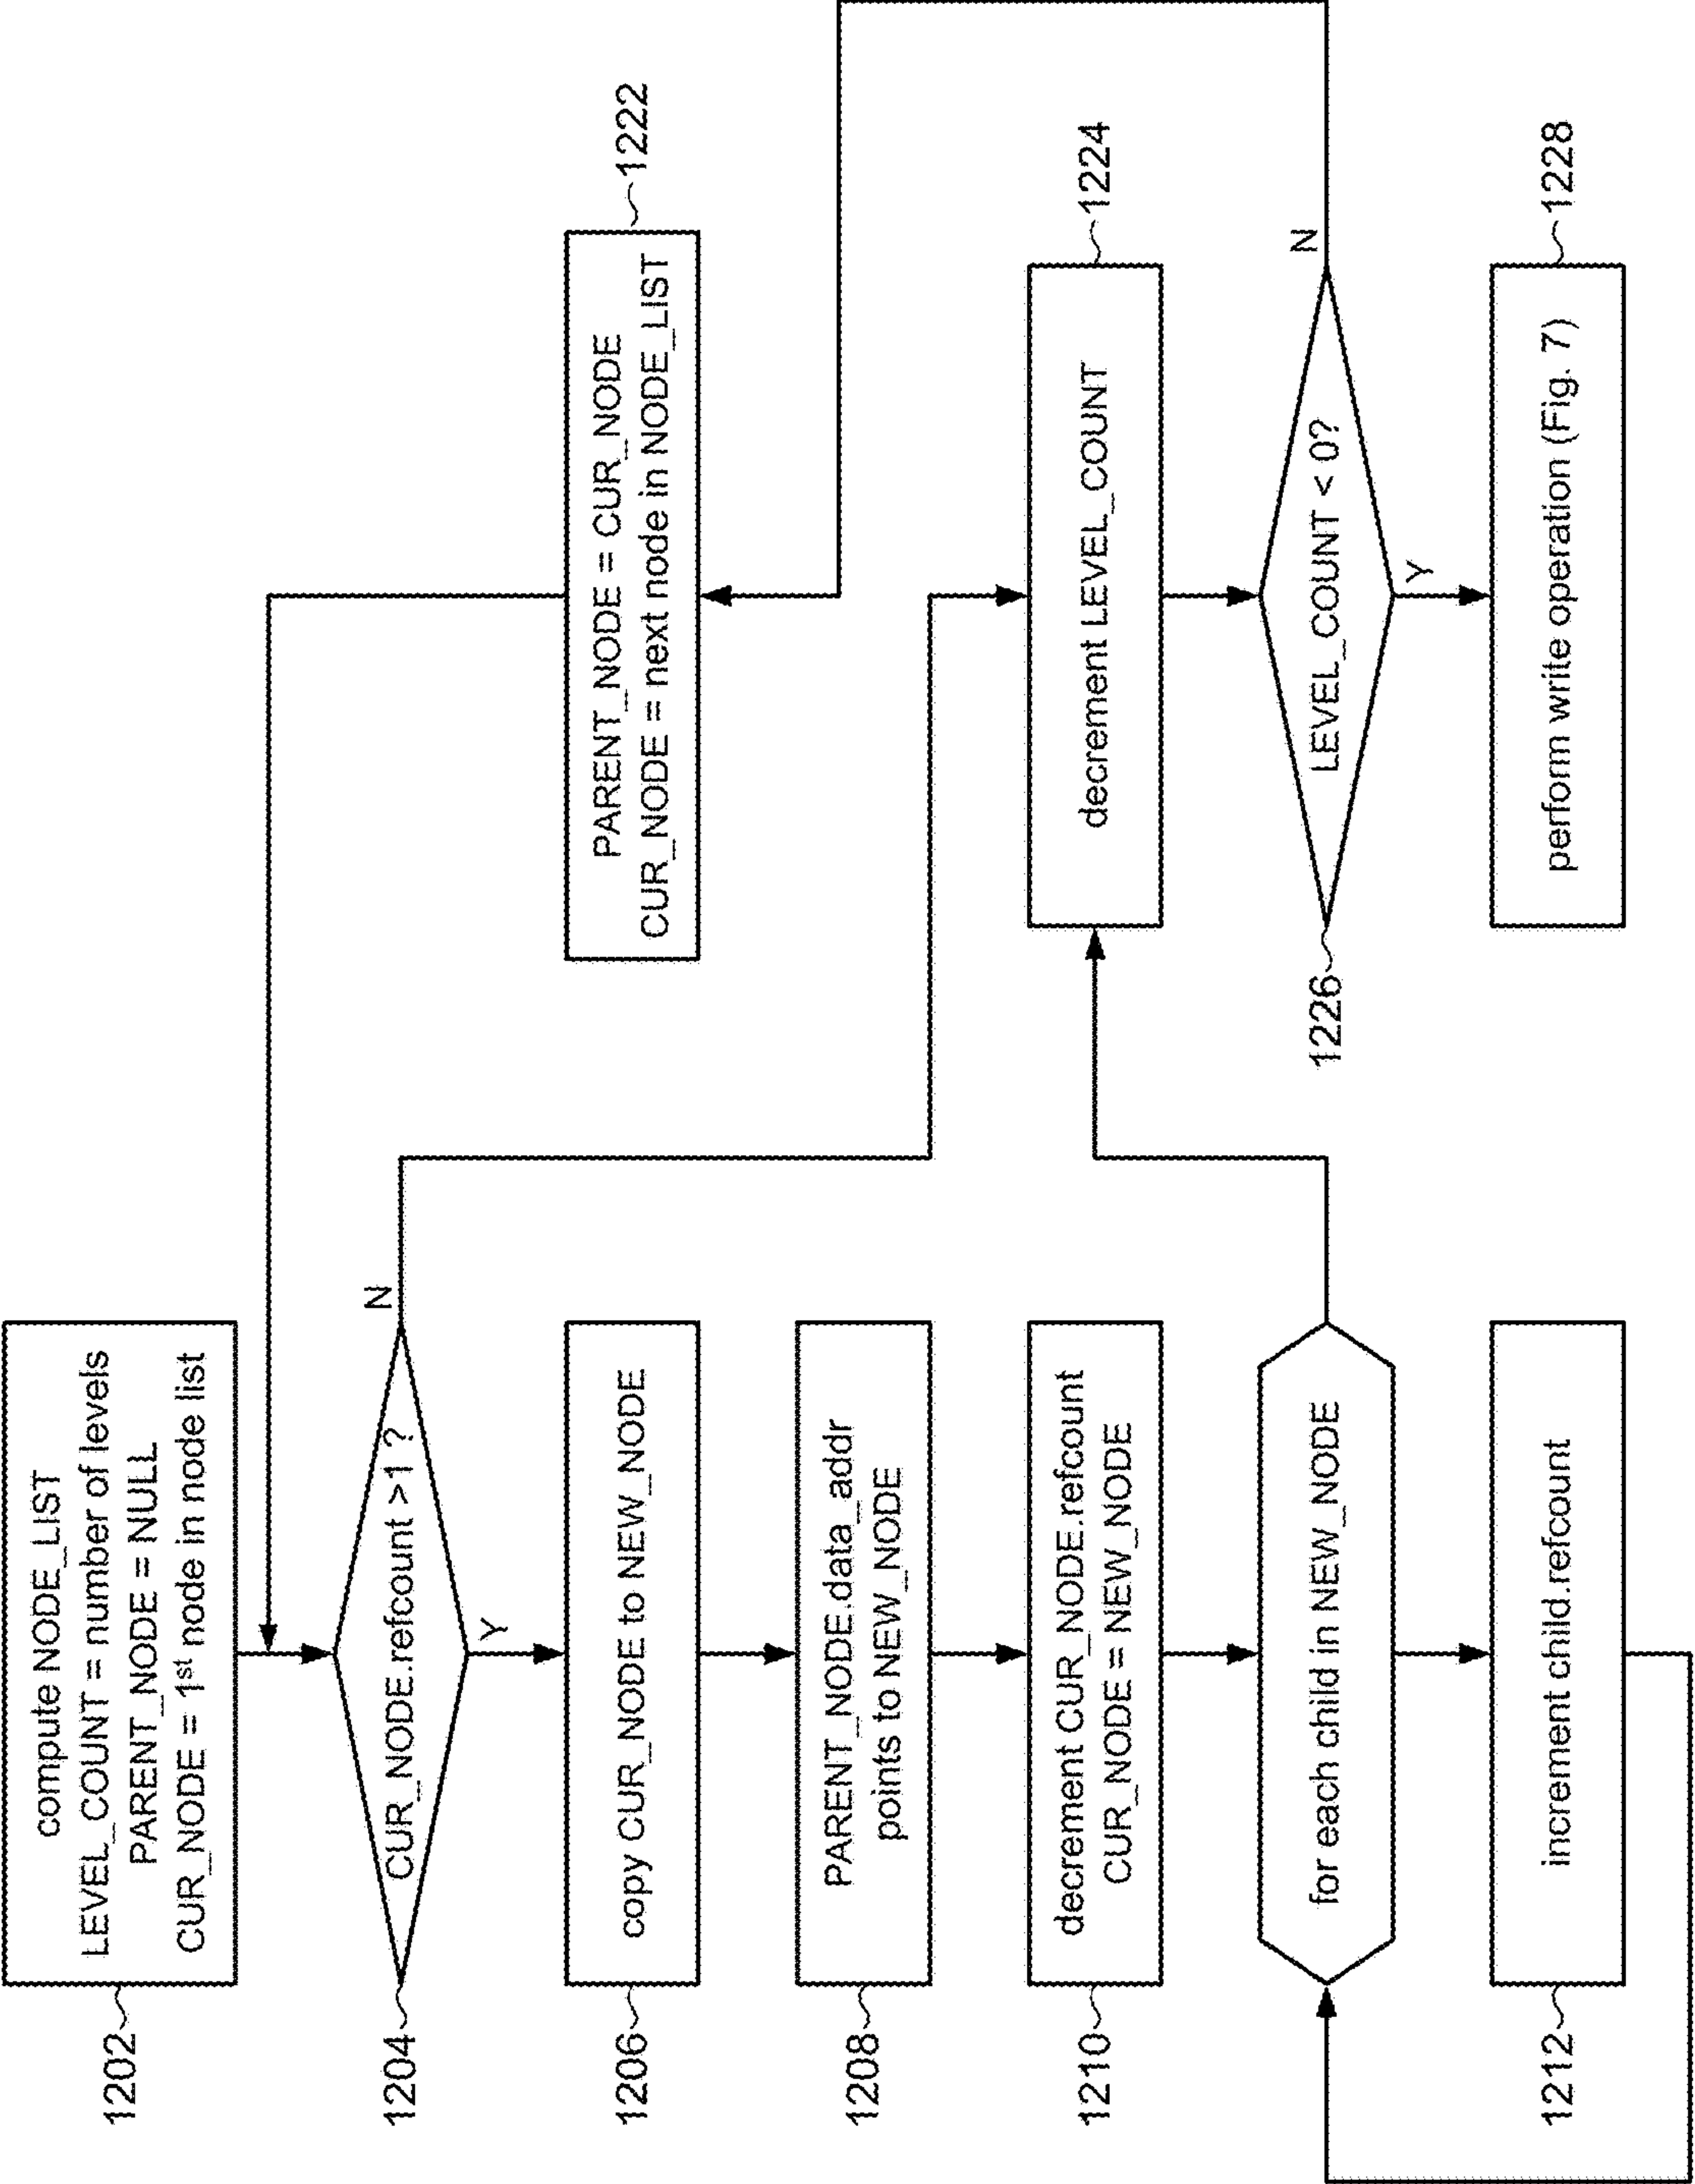 compute NODE_LIST
LEVEL_COUNT = number of levels
PARENT_NODE = NULL
CUR_NODE = 1st node in node list
1202
CUR_NODE.refcount >1 ?
N
Y
1204
copy CUR_NODE to NEW_NODE
1206
PARENT_NODE.data_addr
points to NEW_NODE
1208
decrement CUR_NODE.refcount
CUR_NODE = NEW_NODE
1210
for each child in NEW_NODE
increment child.refcount
1212
PARENT_NODE = CUR_NODE
CUR_NODE = next node in NODE_LIST
1222
decrement LEVEL_COUNT
1224
LEVEL_COUNT < 0?
N
Y
1226
perform write operation (Fig. 7)
1228